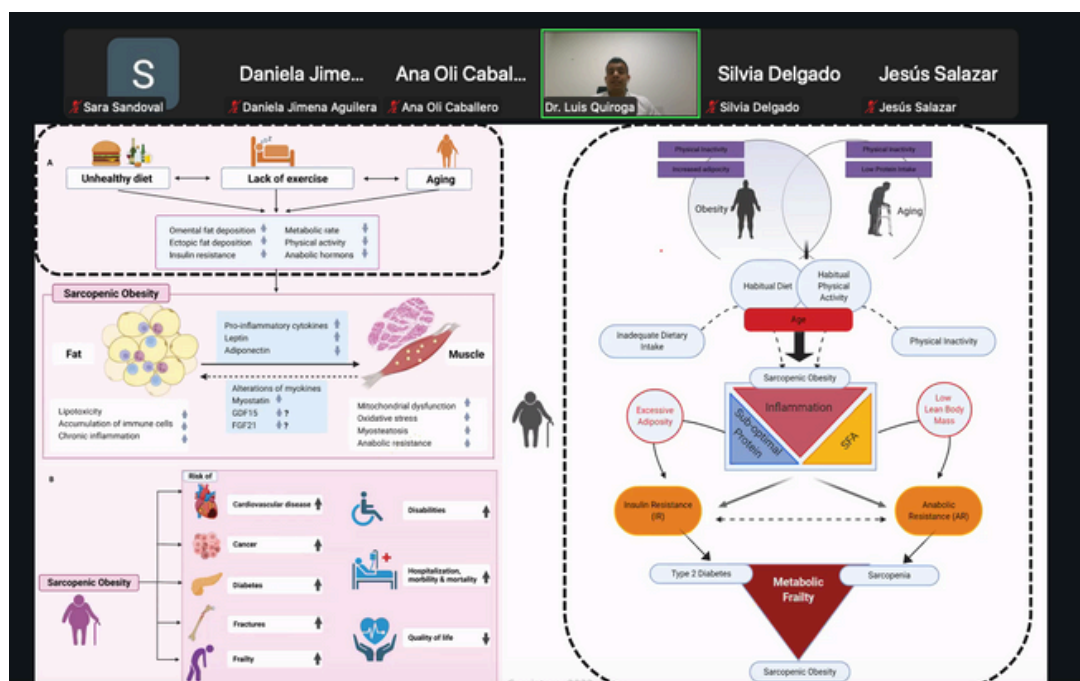 S
Daniela Jime...
Ana Oli Cabal...
Silvia Delgado
Jesús Salazar
Sara Sandoval
Daniela Jimena Aguilera
Ana Oli Caballero
Dr. Luis Quiroga
Silvia Delgado
Jesús Salazar
A
Unhealthy diet
Lack of exercise
Aging
Omental fat deposition
Ectopic fat deposition
Insulin resistance
Metabolic rate
Physical activity
Anabolic hormons
Sarcopenic Obesity
Fat
Pro-inflammatory cytokines
Leptin
Adiponectin
Muscle
Alterations of myokines
Myostatin
GDF15 ?
FGF21 ?
Lipotoxicity
Accumulation of immune cells
Chronic inflammation
Mitochondrial dysfunction
Oxidative stress
Myosteatosis
Anabolic resistance
B
Risk of
Sarcopenic Obesity
Cardiovascular disease
Cancer
Diabetes
Fractures
Frailty
Disabilities
Hospitalization,
morbility & mortality
Quality of life
Physical Inactivity
Increased adiposity
Physical Inactivity
Low Protein Intake
Obesity
Aging
Habitual Diet
Habitual
Physical
Activity
Age
Inadequate Dietary
Intake
Physical Inactivity
Sarcopenic Obesity
Excessive
Adiposity
Inflammation
Sub-optimal
Protein
SFA
Low
Lean Body
Mass
Insulin Resistance
(IR)
Anabolic
Resistance (AR)
Type 2 Diabetes
Metabolic
Frailty
Sarcopenia
Sarcopenic Obesity